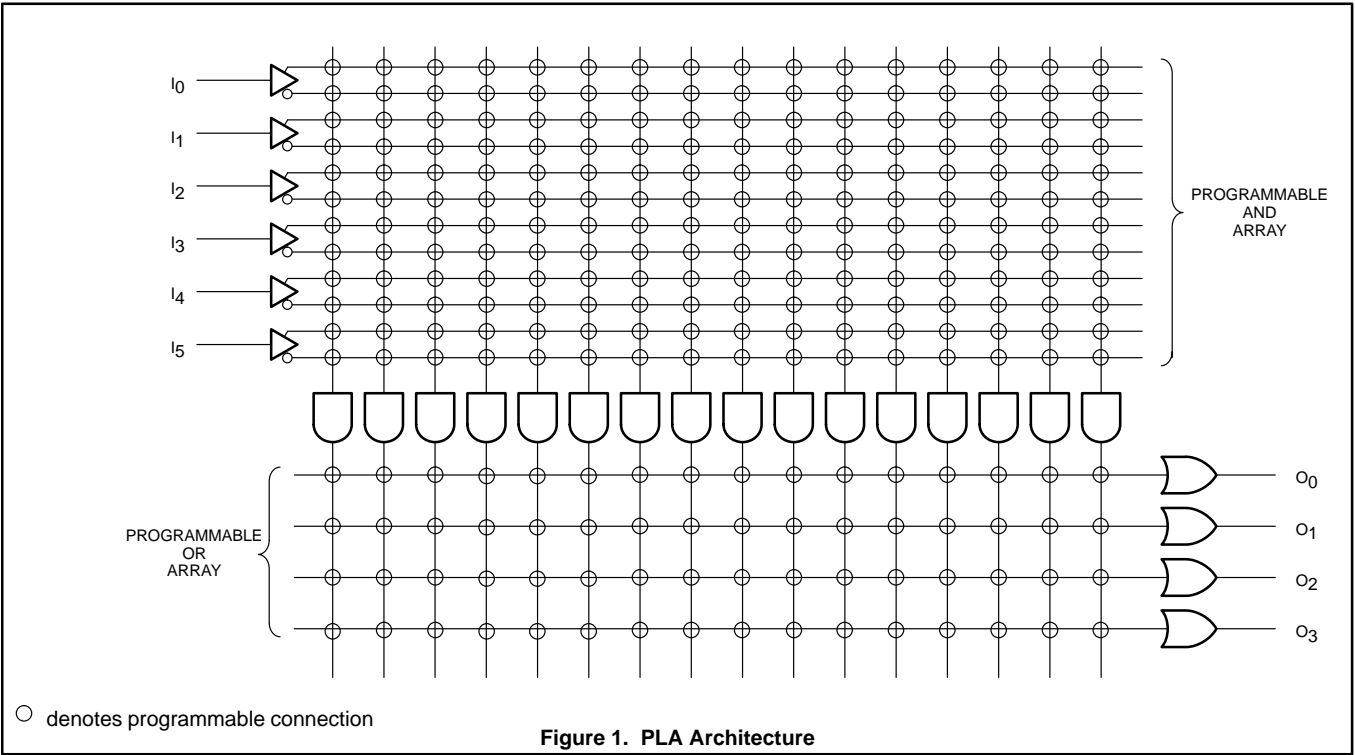 I0
I1
I2
I3
I4
I5
PROGRAMMABLE
AND
ARRAY
PROGRAMMABLE
OR
ARRAY
O0
O1
O2
O3
denotes programmable connection
Figure 1. PLA Architecture